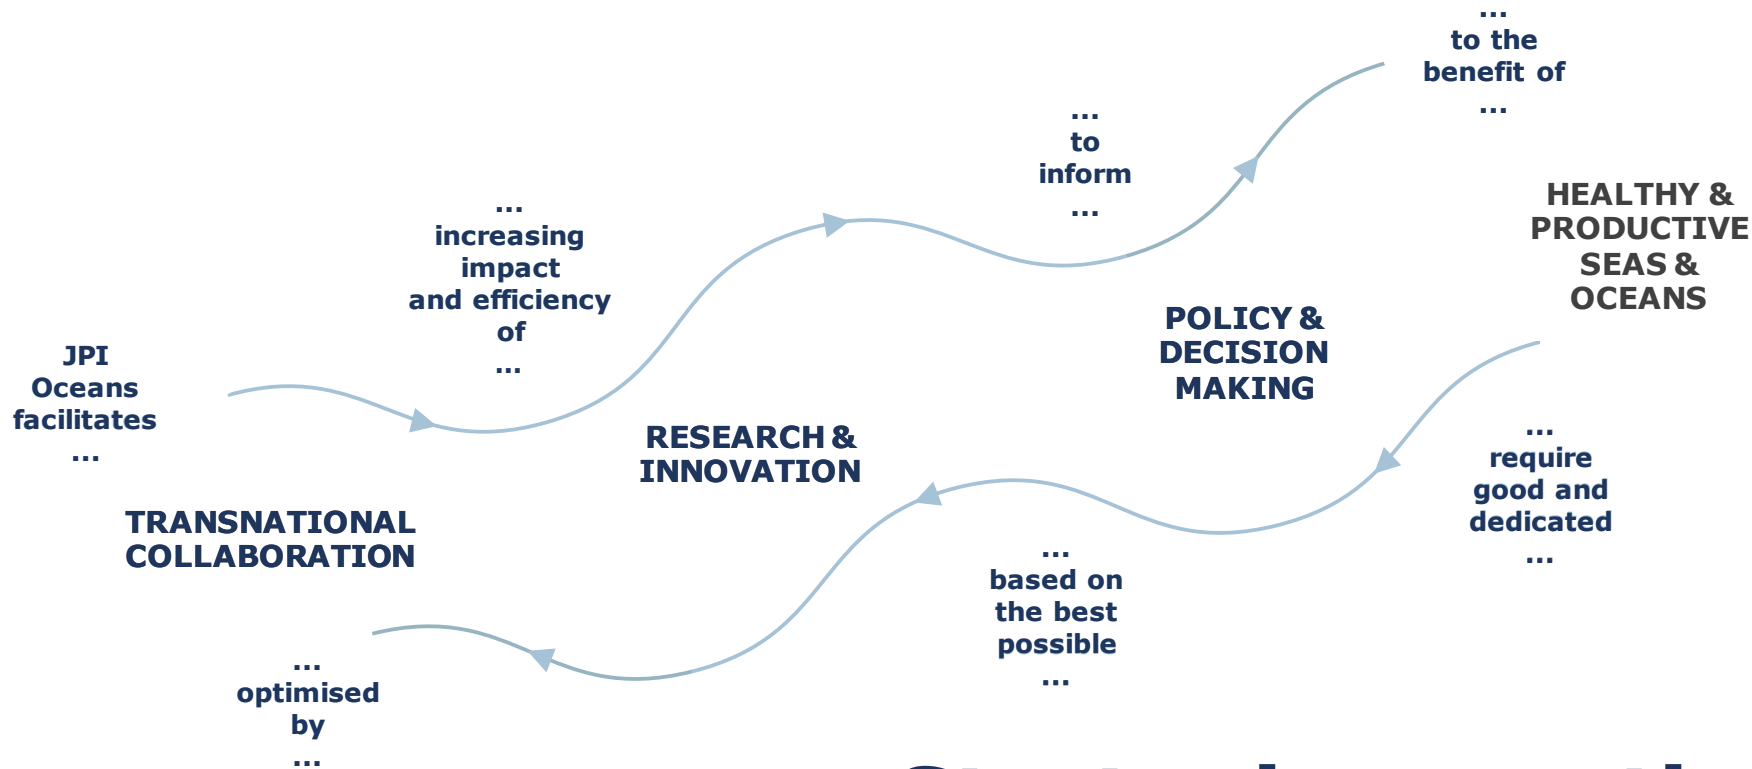 JPI
Oceans
facilitates
...
TRANSNATIONAL
COLLABORATION
...
increasing
impact
and efficiency
of
...
RESEARCH &
INNOVATION
...
to
inform
...
POLICY &
DECISION
MAKING
...
to the
benefit of
...
HEALTHY &
PRODUCTIVE
SEAS &
OCEANS
...
require
good and
dedicated
...
...
based on
the best
possible
...
...
optimised
by
...